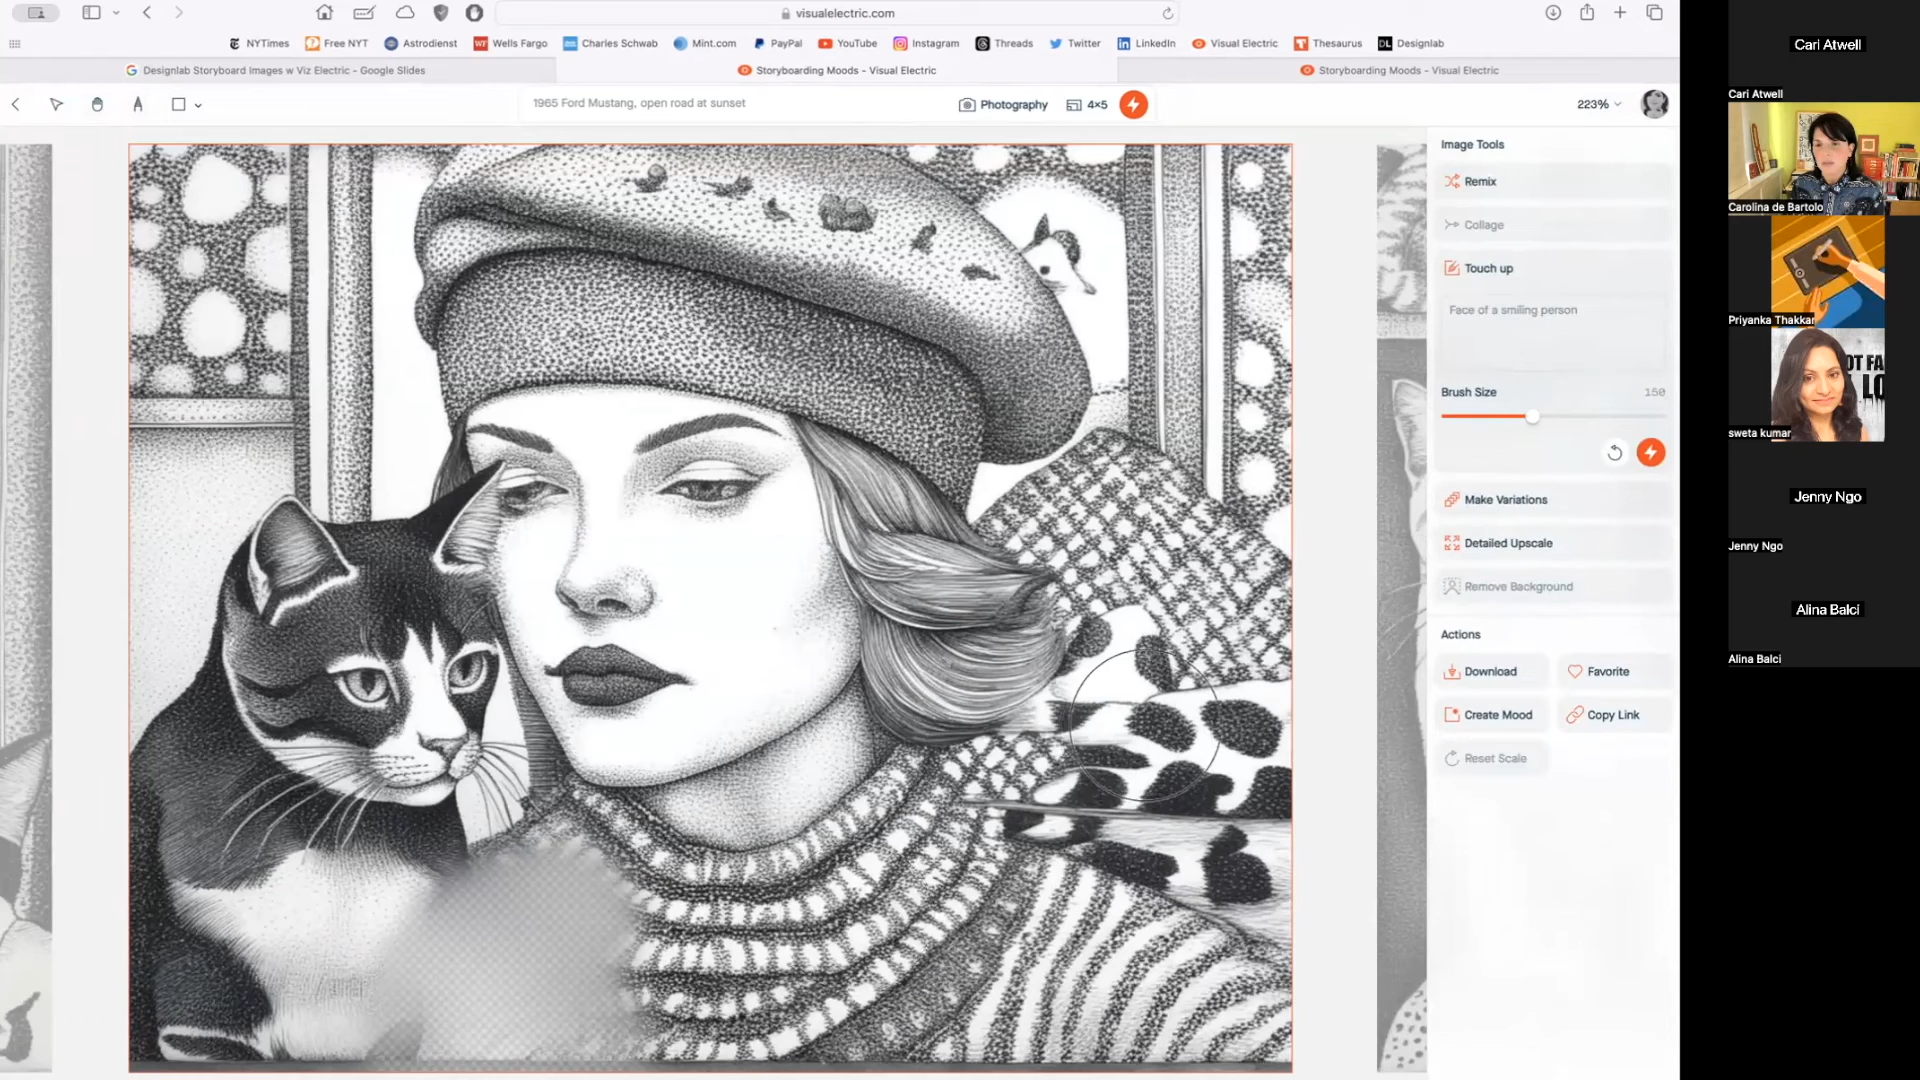 visualelectric.com
NYTimes Free NYT Astrodienst Wells Fargo Charles Schwab Mint.com PayPal YouTube Instagram Threads Twitter LinkedIn Visual Electric Thesaurus Designlab
Designlab Storyboard Images w Viz Electric - Google Slides
Storyboarding Moods - Visual Electric
Storyboarding Moods - Visual Electric
1965 Ford Mustang, open road at sunset
Photography
4×5
223%
Image Tools
Remix
Collage
Touch up
Face of a smiling person
Brush Size 150
Make Variations
Detailed Upscale
Remove Background
Actions
Download Favorite
Create Mood Copy Link
Reset Scale
Cari Atwell
Cari Atwell
Carolina de Bartolo
Priyanka Thakkar
sweta kumar
Jenny Ngo
Jenny Ngo
Alina Balci
Alina Balci